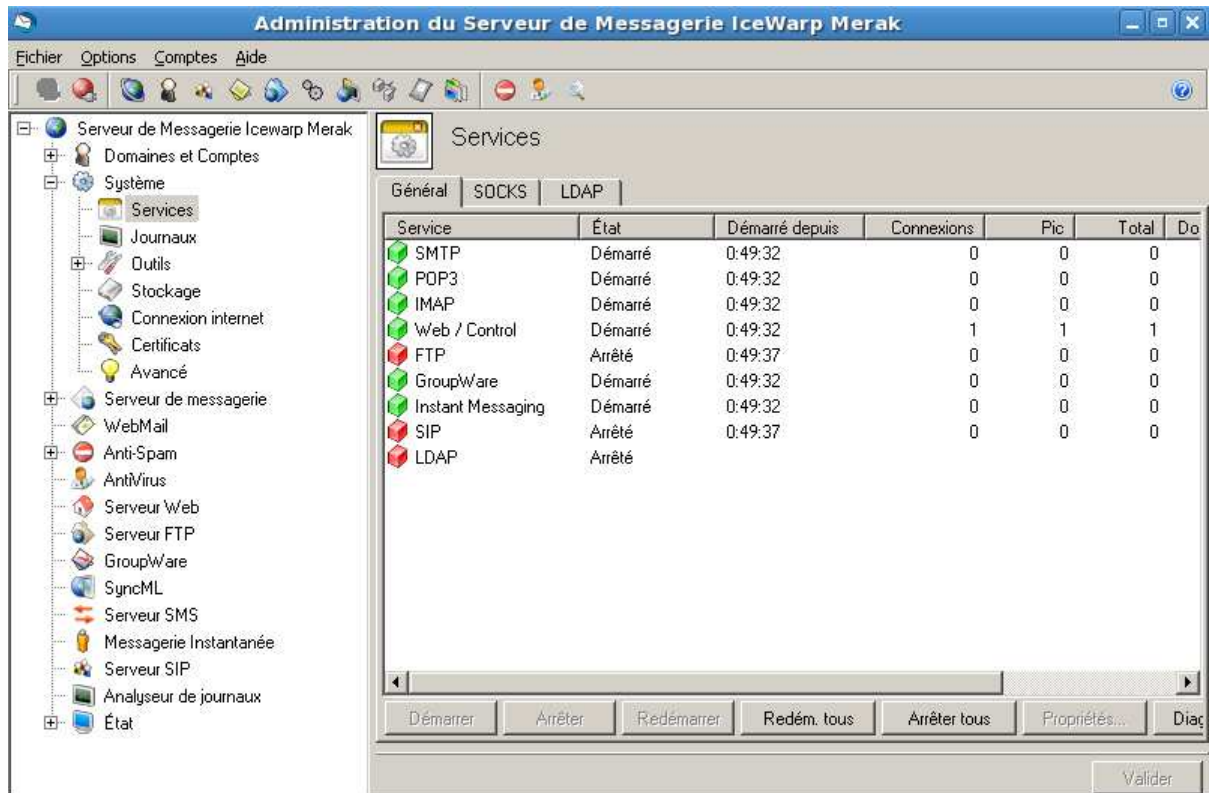 Administration du Serveur de Messagerie IceWarp Merak
Fichier Options Comptes Aide
Serveur de Messagerie Icewarp Merak
Domaines et Comptes
Système
Services
Journaux
Outils
Stockage
Connexion internet
Certificats
Avancé
Serveur de messagerie
WebMail
Anti-Spam
AntiVirus
Serveur Web
Serveur FTP
GroupWare
SyncML
Serveur SMS
Messagerie Instantanée
Serveur SIP
Analyseur de journaux
État
Services
Général SOCKS LDAP
Service État Démarré depuis Connexions Pic Total Do
SMTP Démarré 0:49:32 0 0 0
POP3 Démarré 0:49:32 0 0 0
IMAP Démarré 0:49:32 0 0 0
Web / Control Démarré 0:49:32 1 1 1
FTP Arrêté 0:49:37 0 0 0
GroupWare Démarré 0:49:32 0 0 0
Instant Messaging Démarré 0:49:32 0 0 0
SIP Arrêté 0:49:37 0 0 0
LDAP Arrêté
Démarrer Arrêter Redémarrer Redém. tous Arrêter tous Propriétés... Diag
Valider